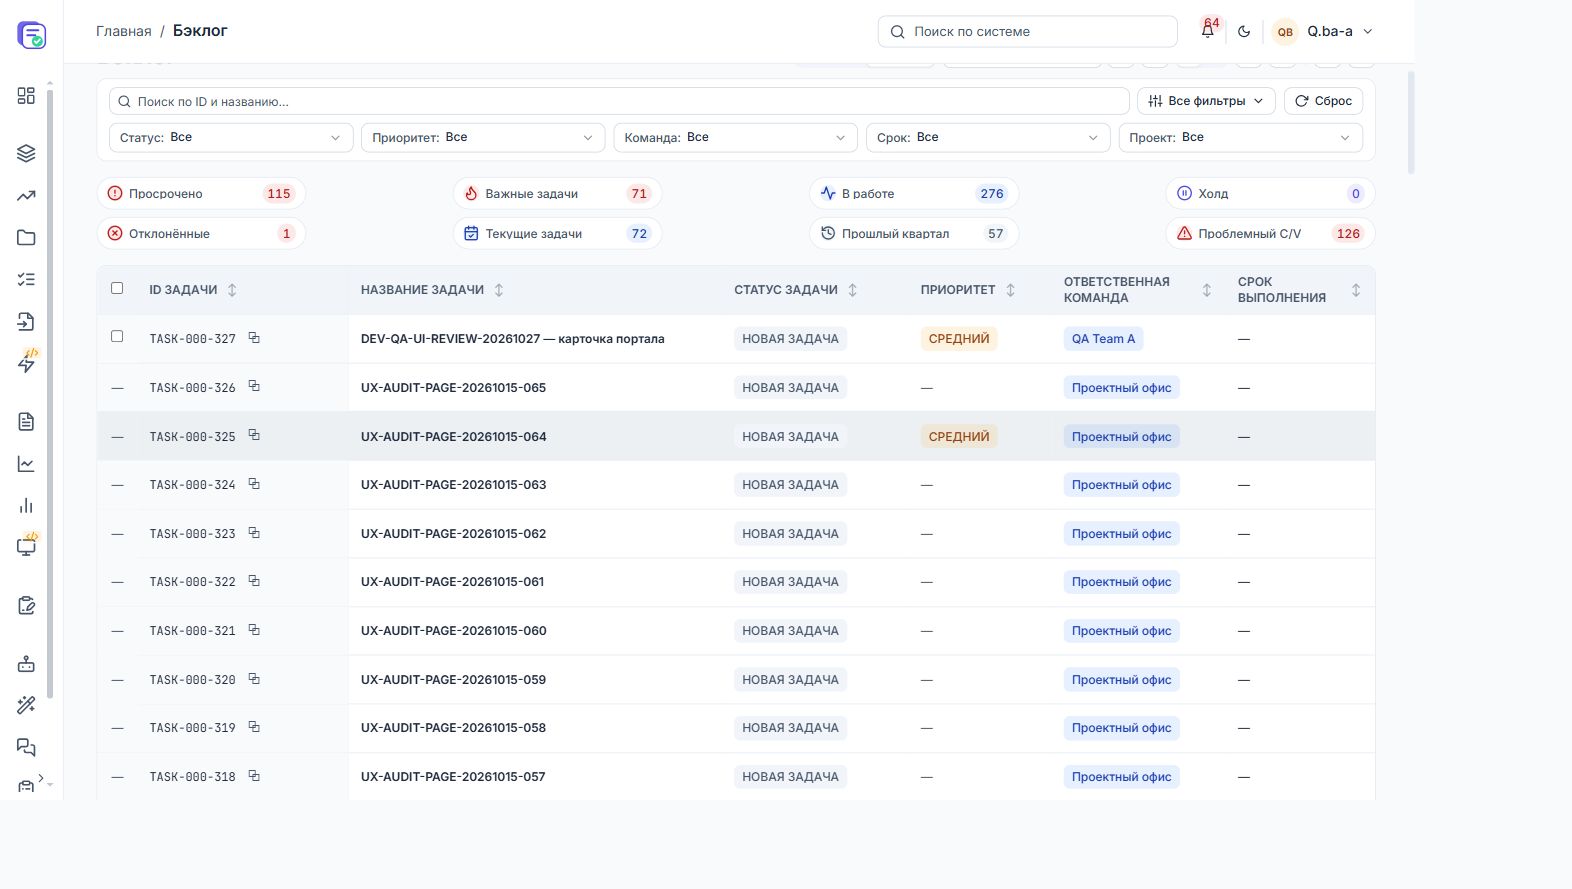 Главная / Бэклог
Поиск по системе
64
QB
Q.ba-a
Поиск по ID и названию...
Все фильтры
Сброс
Статус: Все
Приоритет: Все
Команда: Все
Срок: Все
Проект: Все
Просрочено 115
Важные задачи 71
В работе 276
Холд 0
Отклонённые 1
Текущие задачи 72
Прошлый квартал 57
Проблемный C/V 126
ID ЗАДАЧИ
НАЗВАНИЕ ЗАДАЧИ
СТАТУС ЗАДАЧИ
ПРИОРИТЕТ
ОТВЕТСТВЕННАЯ
КОМАНДА
СРОК
ВЫПОЛНЕНИЯ
TASK-000-327 DEV-QA-UI-REVIEW-20261027 — карточка портала НОВАЯ ЗАДАЧА СРЕДНИЙ QA Team A —
— TASK-000-326 UX-AUDIT-PAGE-20261015-065 НОВАЯ ЗАДАЧА — Проектный офис —
— TASK-000-325 UX-AUDIT-PAGE-20261015-064 НОВАЯ ЗАДАЧА СРЕДНИЙ Проектный офис —
— TASK-000-324 UX-AUDIT-PAGE-20261015-063 НОВАЯ ЗАДАЧА — Проектный офис —
— TASK-000-323 UX-AUDIT-PAGE-20261015-062 НОВАЯ ЗАДАЧА — Проектный офис —
— TASK-000-322 UX-AUDIT-PAGE-20261015-061 НОВАЯ ЗАДАЧА — Проектный офис —
— TASK-000-321 UX-AUDIT-PAGE-20261015-060 НОВАЯ ЗАДАЧА — Проектный офис —
— TASK-000-320 UX-AUDIT-PAGE-20261015-059 НОВАЯ ЗАДАЧА — Проектный офис —
— TASK-000-319 UX-AUDIT-PAGE-20261015-058 НОВАЯ ЗАДАЧА — Проектный офис —
— TASK-000-318 UX-AUDIT-PAGE-20261015-057 НОВАЯ ЗАДАЧА — Проектный офис —